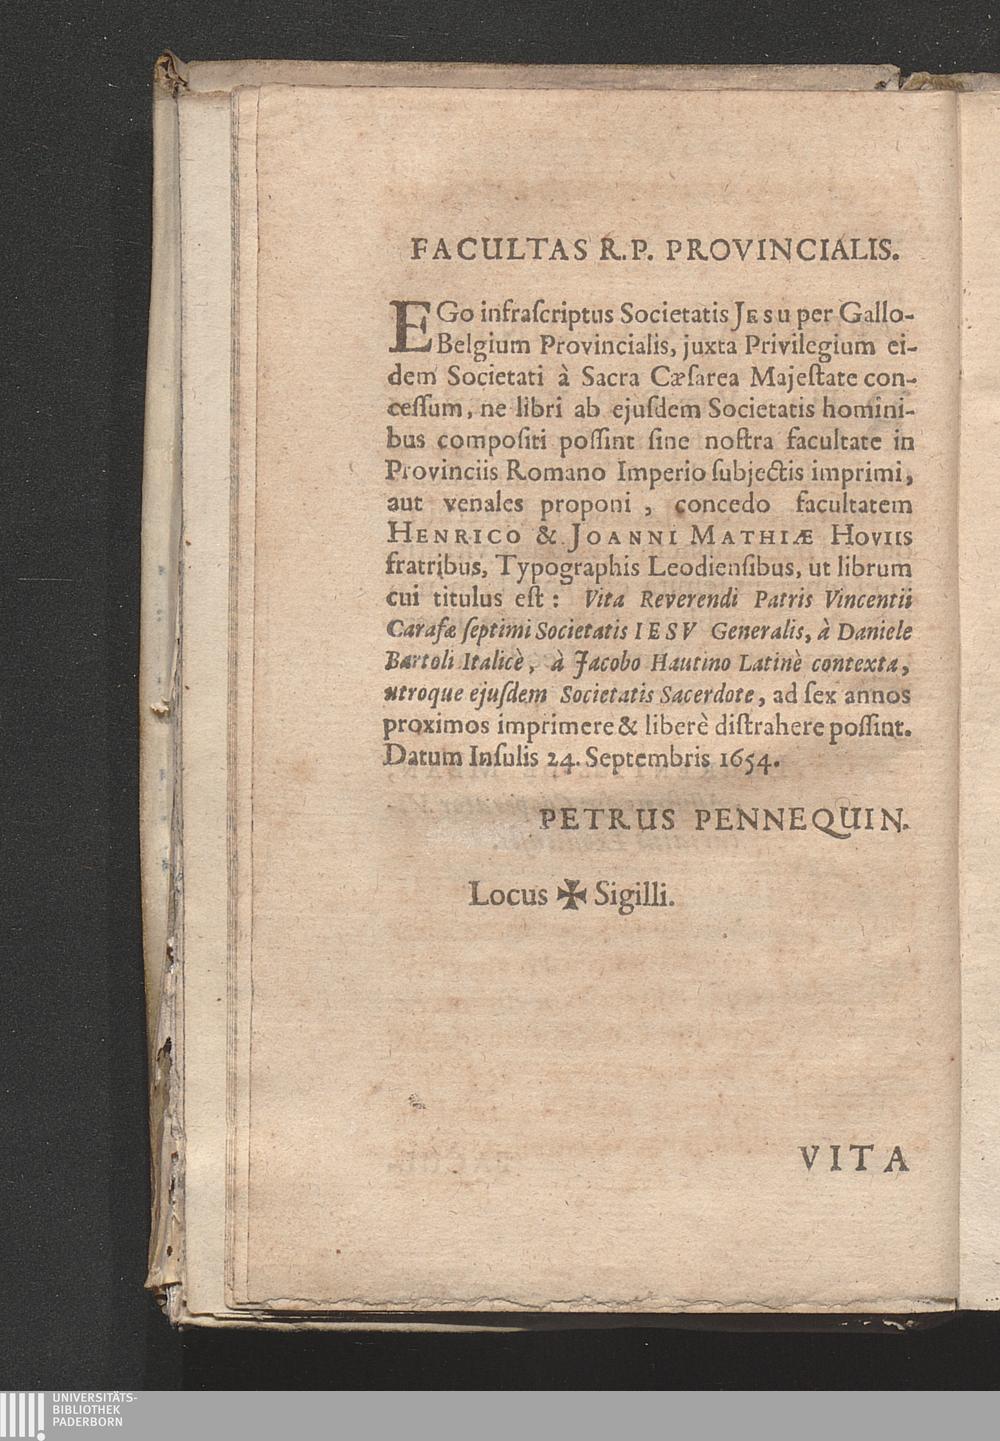 FACULTAS R.P. PROVINCIALIS.
EGo infraſcriptus Societatis JESU per Gallo-
Belgium Provincialis, juxta Privilegium ei-
dem Societati à Sacra Cæſarea Majeſtate con-
ceſſum, ne libri ab ejuſdem Societatis homini-
bus compoſiti poſſint ſine noſtra facultate in
Provinciis Romano Imperio ſubjectis imprimi,
aut venales proponi, concedo facultatem
HENRICO & JOANNI MATHIÆ HOVIIS
fratribus, Typographis Leodienſibus, ut librum
cui titulus eſt: Vita Reverendi Patris Vincentii
Carafæ ſeptimi Societatis IESV Generalis, à Daniele
Bartoli Italicè, à Jacobo Hautino Latinè contexta,
utroque ejuſdem Societatis Sacerdote, ad ſex annos
proximos imprimere & liberè diſtrahere poſſint.
Datum Inſulis 24. Septembris 1654.
PETRUS PENNEQUIN.
Locus ✠ Sigilli.
VITA
UNIVERSITÄTS-
BIBLIOTHEK
PADERBORN